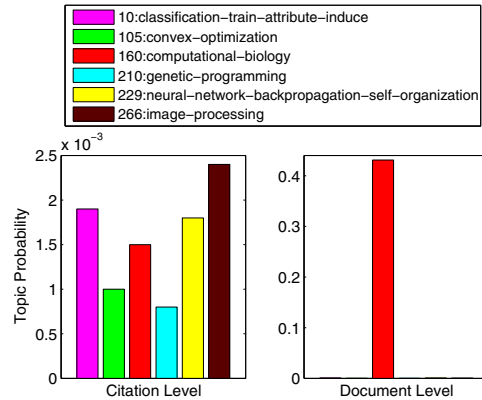 10:classification-train-attribute-induce
105:convex-optimization
160:computational-biology
210:genetic-programming
229:neural-network-backpropagation-self-organization
266:image-processing
x 10⁻³
2.5
2
1.5
1
0.5
0
Topic Probability
Citation Level
0.4
0.3
0.2
0.1
0
Document Level